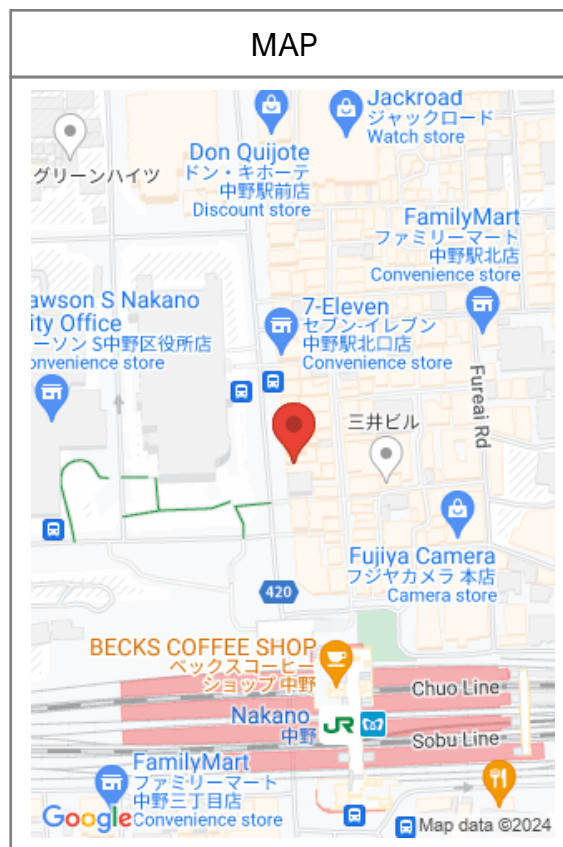 MAP
Jackroad
ジャックロード
Watch store
Don Quijote
ドン・キホーテ
中野駅前店
Discount store
グリーンハイツ
FamilyMart
ファミリーマート
中野駅北店
Convenience store
awson S Nakano
ity Office
ーソン S中野区役所店
onvenience store
7-Eleven
セブン-イレブン
中野駅北口店
Convenience store
Fureai Rd
三井ビル
Fujiya Camera
フジヤカメラ 本店
Camera store
420
BECKS COFFEE SHOP
ベックスコーヒー
ショップ 中野
Chuo Line
Nakano
中野
JR
Sobu Line
FamilyMart
ファミリーマート
中野三丁目店
Convenience store
Google
Map data ©2024